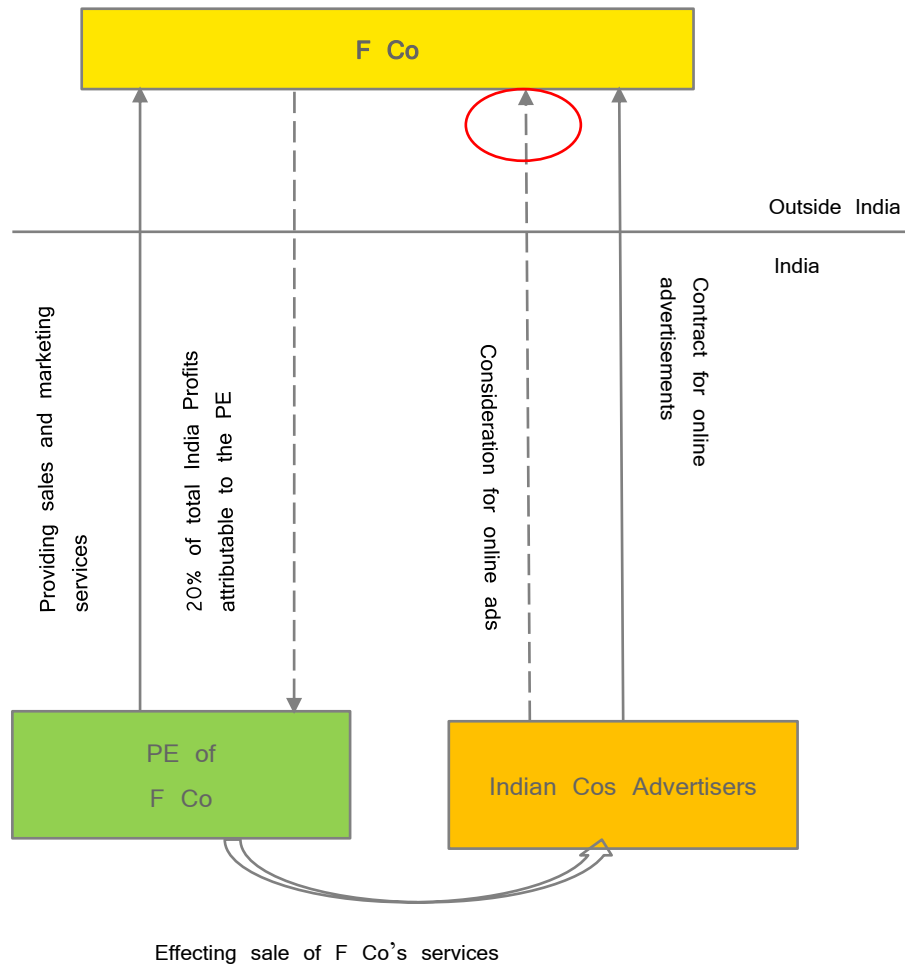 F Co
Outside India
India
Providing sales and marketing
services
20% of total India Profits
attributable to the PE
Consideration for online
ads
Contract for online
advertisements
PE of
F Co
Indian Cos Advertisers
Effecting sale of F Co’s services